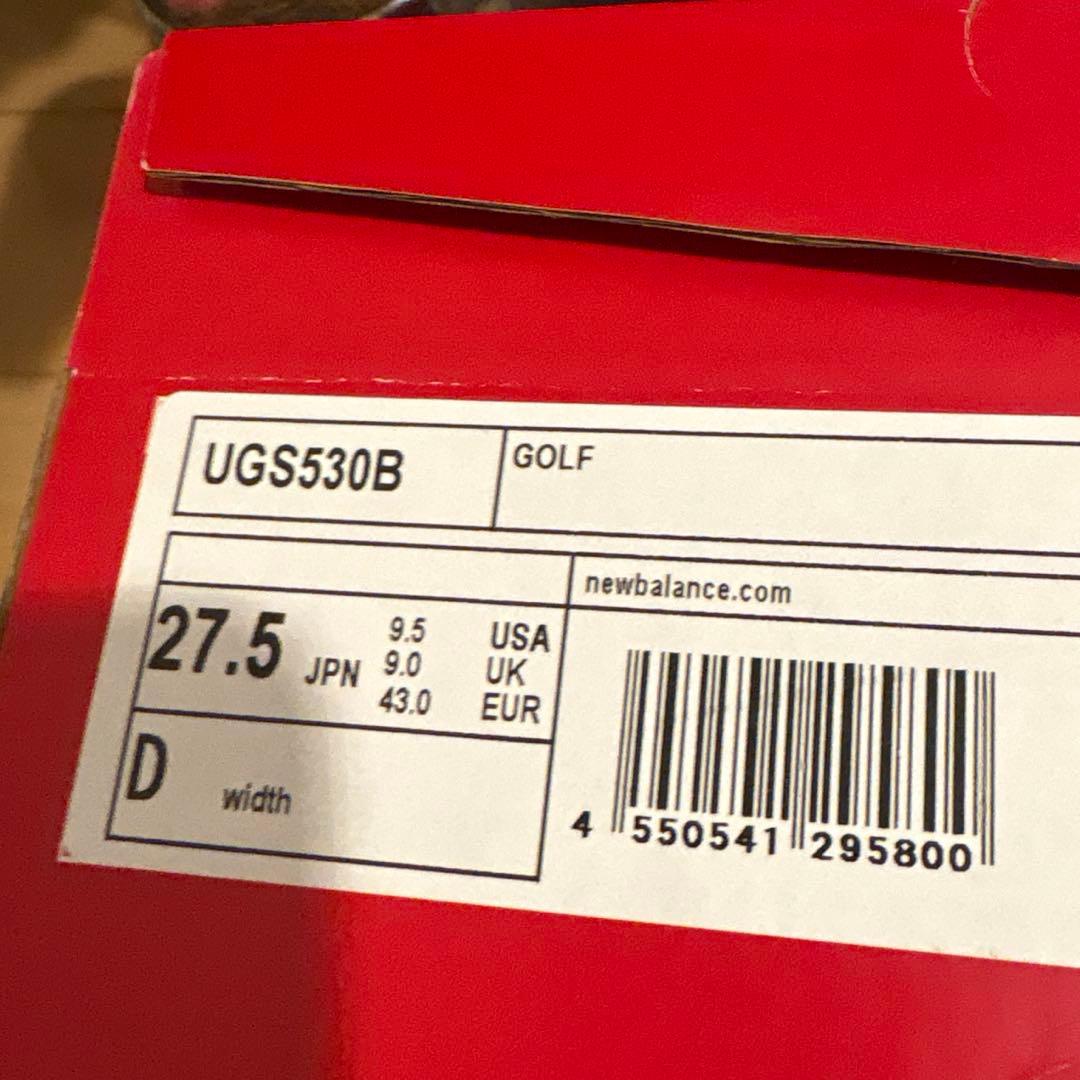 UGS530B
GOLF
newbalance.com
27.5 JPN
9.5 USA
9.0 UK
43.0 EUR
D width
4 550541 295800